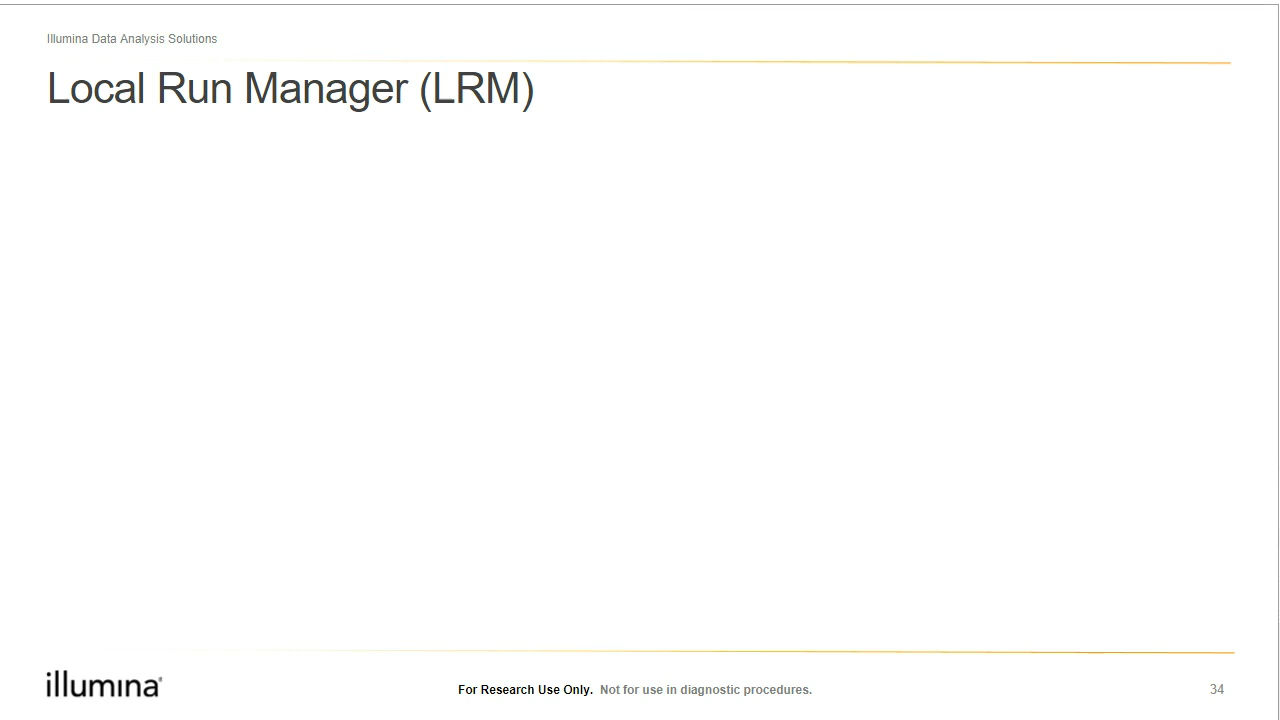 Illumina Data Analysis Solutions
Local Run Manager (LRM)
illumina®
For Research Use Only. Not for use in diagnostic procedures.
34